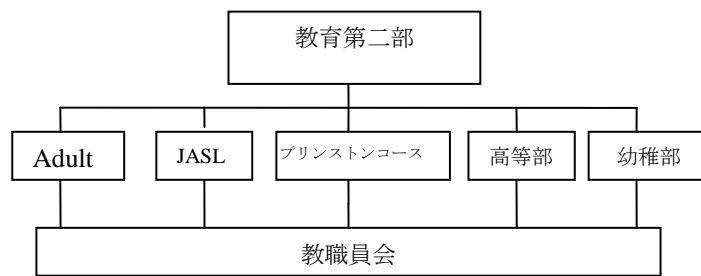 教育第二部
Adult
JASL
プリンストンコース
高等部
幼稚部
教職員会